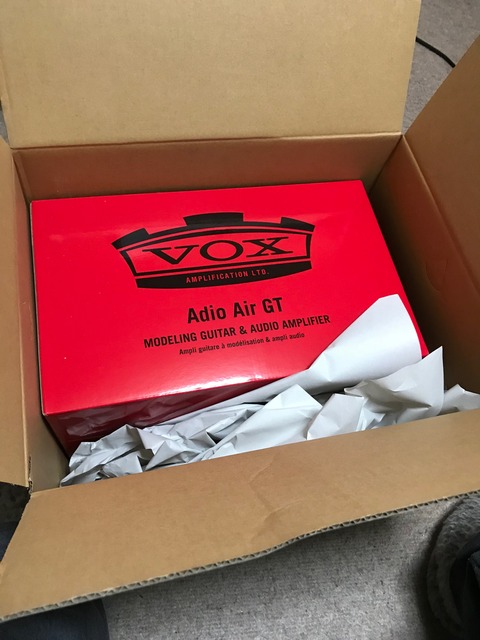 VOX
AMPLIFICATION LTD.
Adio Air GT
MODELING GUITAR & AUDIO AMPLIFIER
Ampli guitare à modélisation & ampli audio